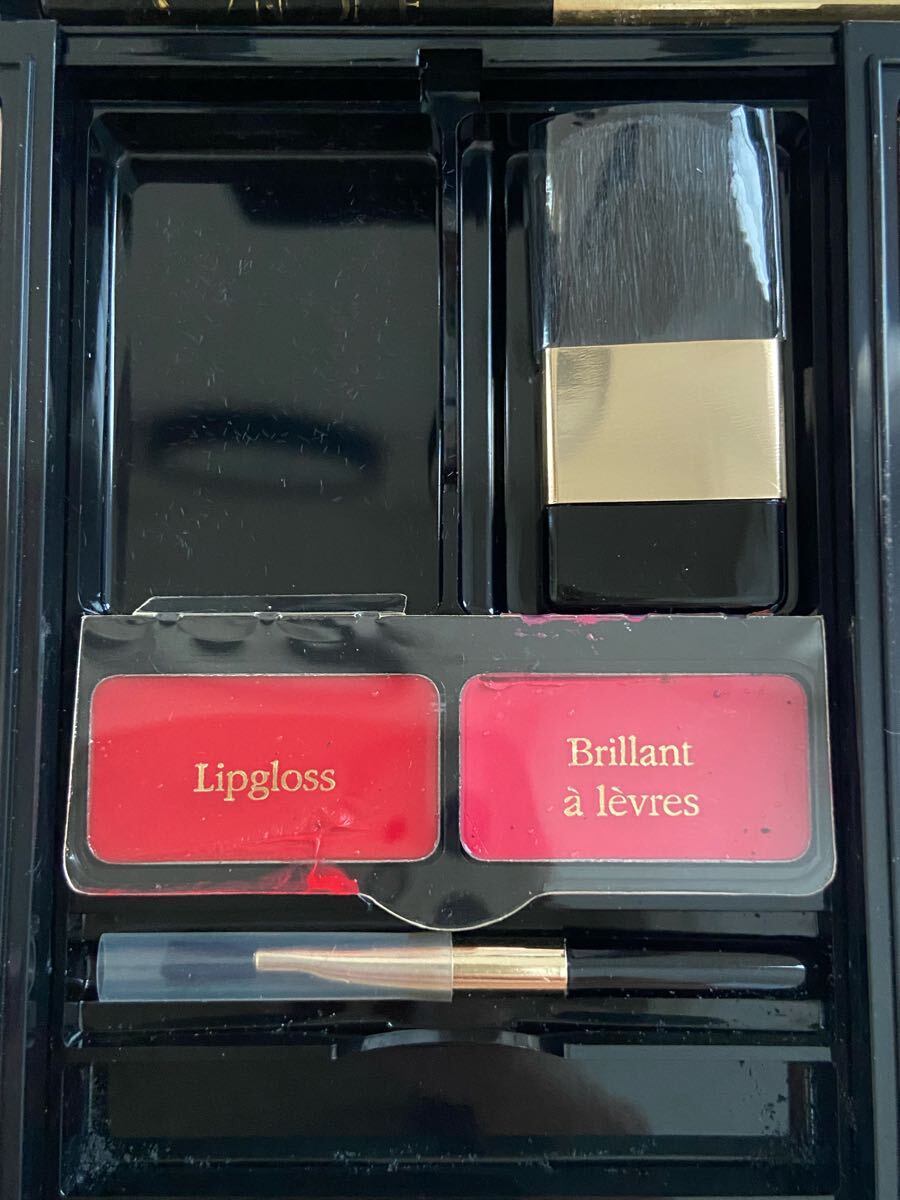 Lipgloss
Brillant
à lèvres